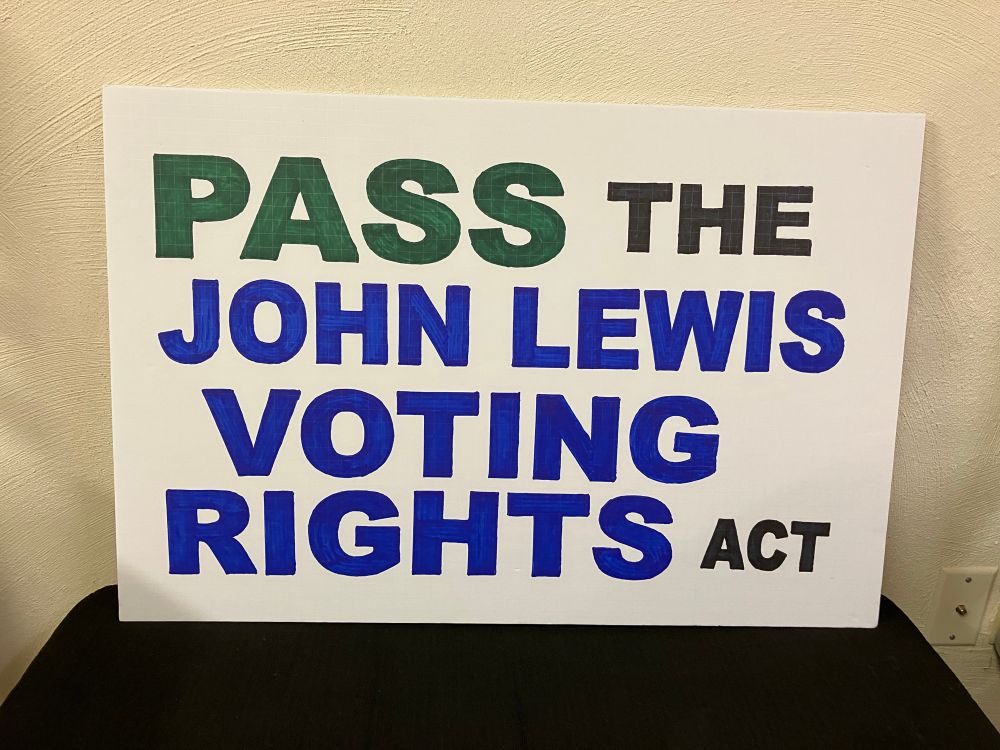 PASS THE
JOHN LEWIS
VOTING
RIGHTS ACT